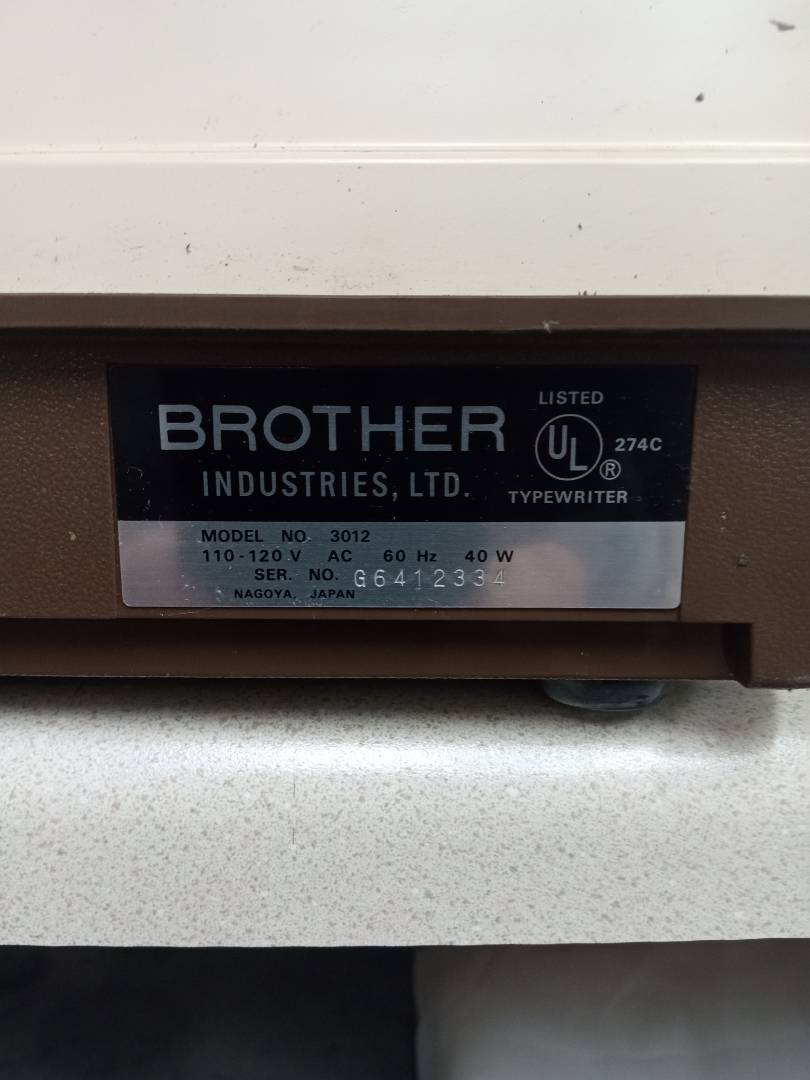 BROTHER
INDUSTRIES, LTD.
LISTED
UL ® 274C
TYPEWRITER
MODEL NO. 3012
110-120 V AC 60 Hz 40 W
SER. NO. G6412334
NAGOYA, JAPAN